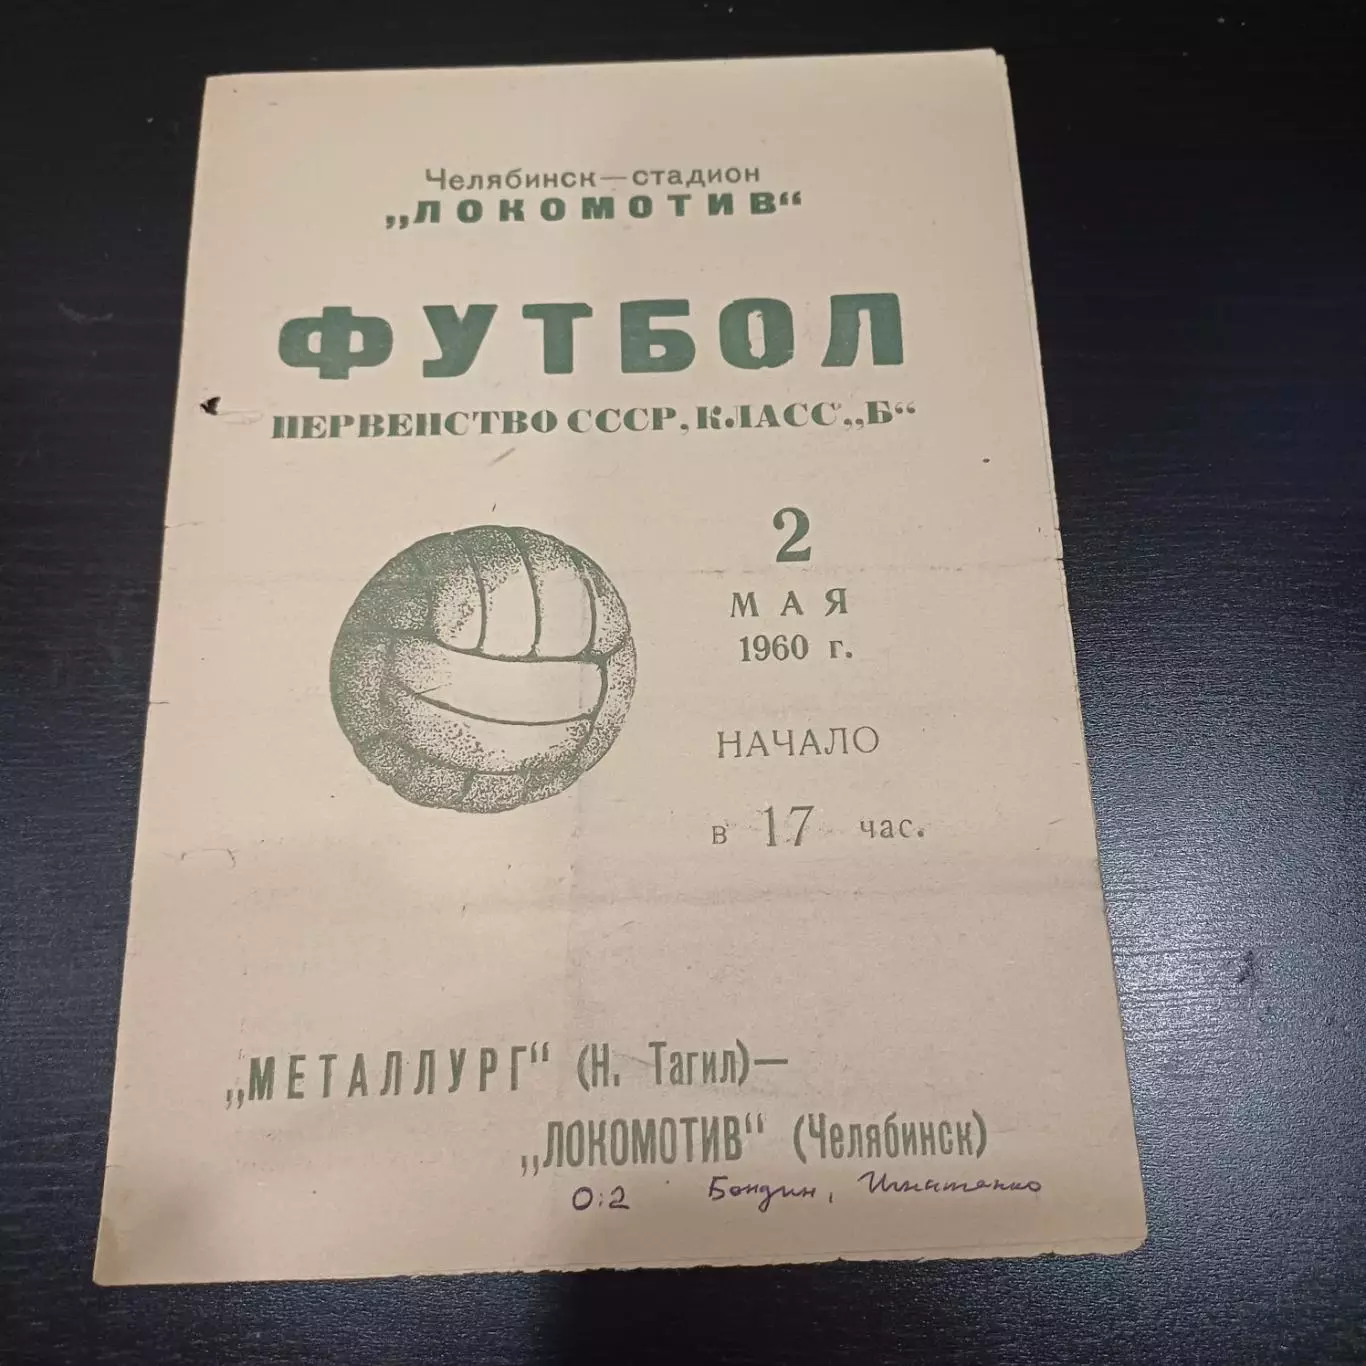 Челябинск—стадион
„ЛОКОМОТИВ“
ФУТБОЛ
ПЕРВЕНСТВО СССР, КЛАСС „Б“
2
МАЯ
1960 г.
НАЧАЛО
в 17 час.
„МЕТАЛЛУРГ“ (Н. Тагил)—
„ЛОКОМОТИВ“ (Челябинск)
0:2 Бондин, Игнатенко